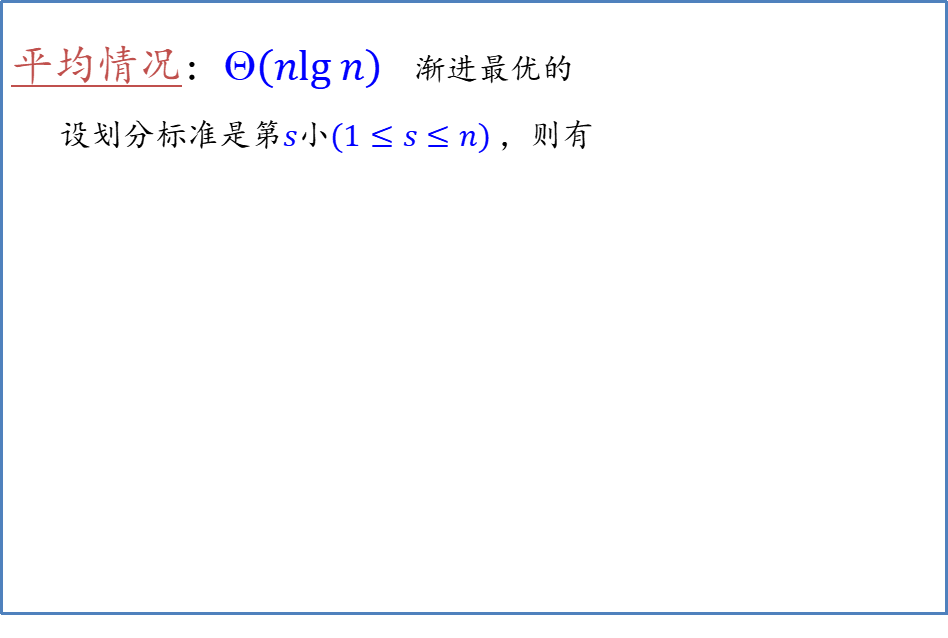 平均情况：Θ(nlg n) 渐进最优的
设划分标准是第s小(1 ≤ s ≤ n)，则有